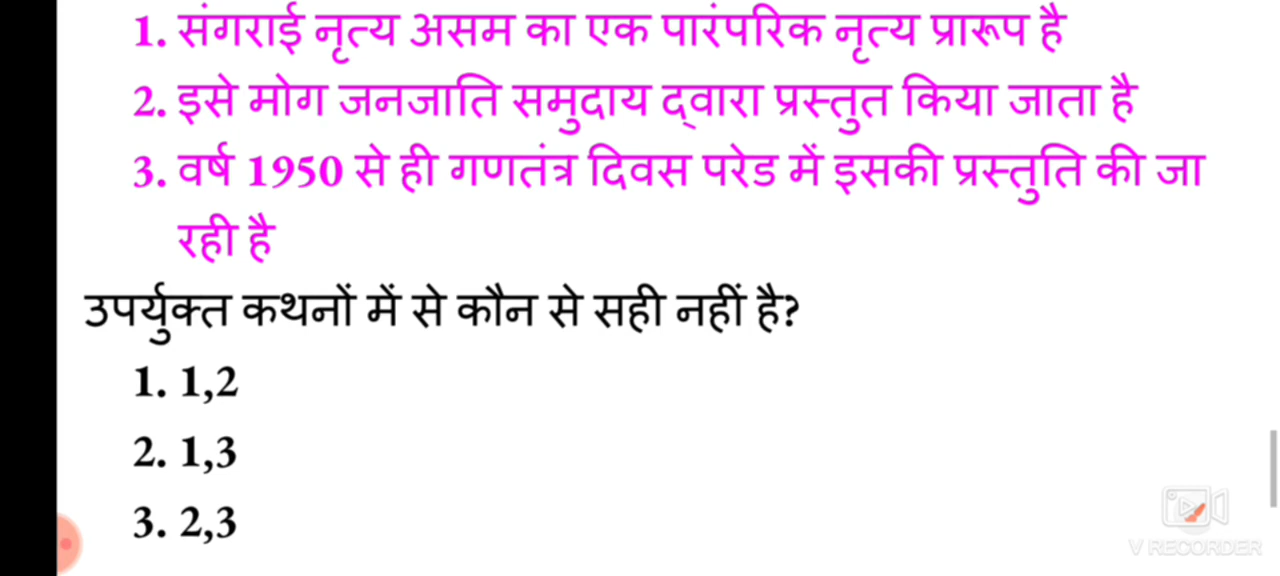 1. संगराई नृत्य असम का एक पारंपरिक नृत्य प्रारूप है
2. इसे मोग जनजाति समुदाय द्वारा प्रस्तुत किया जाता है
3. वर्ष 1950 से ही गणतंत्र दिवस परेड में इसकी प्रस्तुति की जा
रही है
उपर्युक्त कथनों में से कौन से सही नहीं है?
1. 1,2
2. 1,3
3. 2,3
V RECORDER